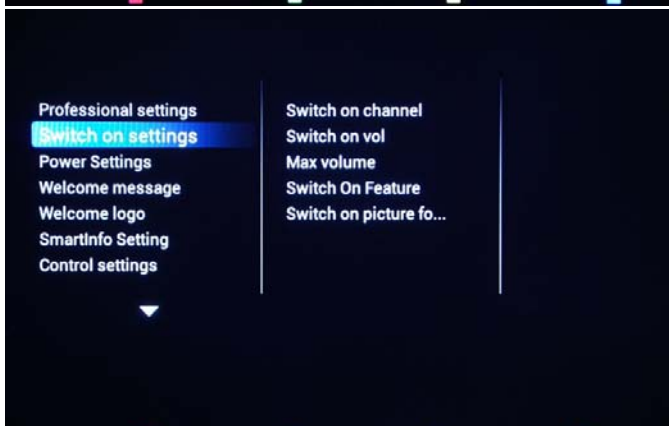 Professional settings
Switch on settings
Power Settings
Welcome message
Welcome logo
SmartInfo Setting
Control settings
Switch on channel
Switch on vol
Max volume
Switch On Feature
Switch on picture fo...